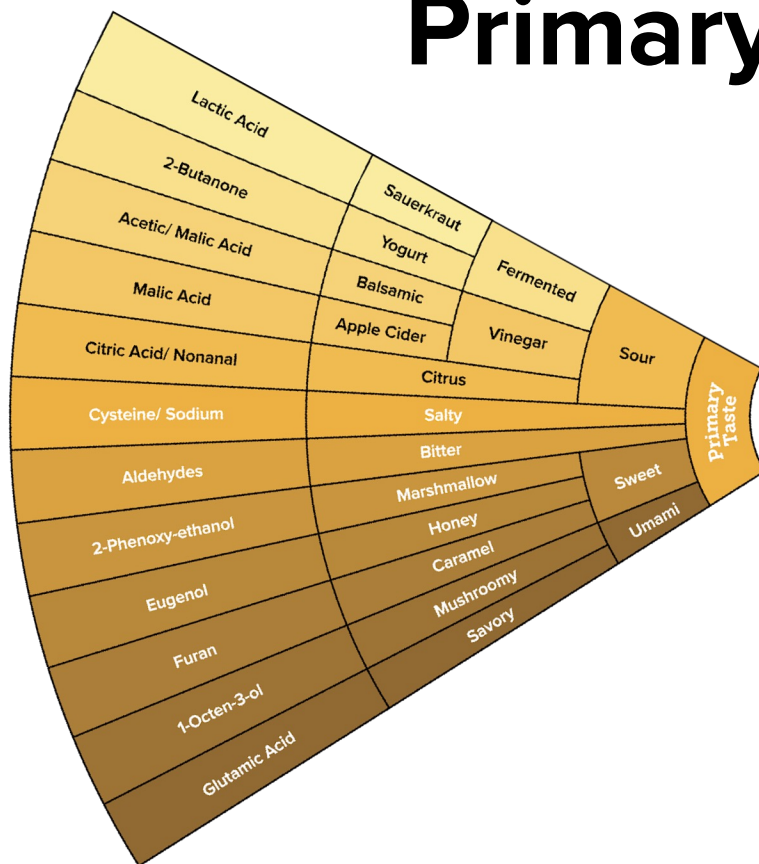 Primary
Lactic Acid
Sauerkraut
Fermented
Sour
Primary
Taste
2-Butanone
Yogurt
Acetic/ Malic Acid
Balsamic
Vinegar
Malic Acid
Apple Cider
Citric Acid/ Nonanal
Citrus
Cysteine/ Sodium
Salty
Aldehydes
Bitter
2-Phenoxy-ethanol
Marshmallow
Sweet
Eugenol
Honey
Furan
Caramel
1-Octen-3-ol
Mushroomy
Umami
Glutamic Acid
Savory